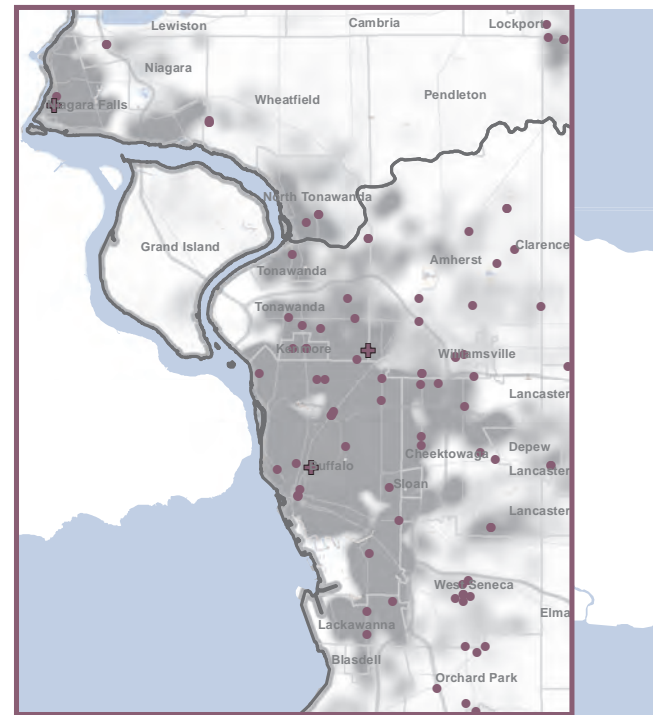 Lewiston
Cambria
Lockport
Niagara
Niagara Falls
Wheatfield
Pendleton
North Tonawanda
Grand Island
Clarence
Amherst
Tonawanda
Tonawanda
Kenmore
Williamsville
Lancaster
Depew
Cheektowaga
Buffalo
Lancaster
Sloan
Lancaster
West Seneca
Elma
Lackawanna
Blasdell
Orchard Park